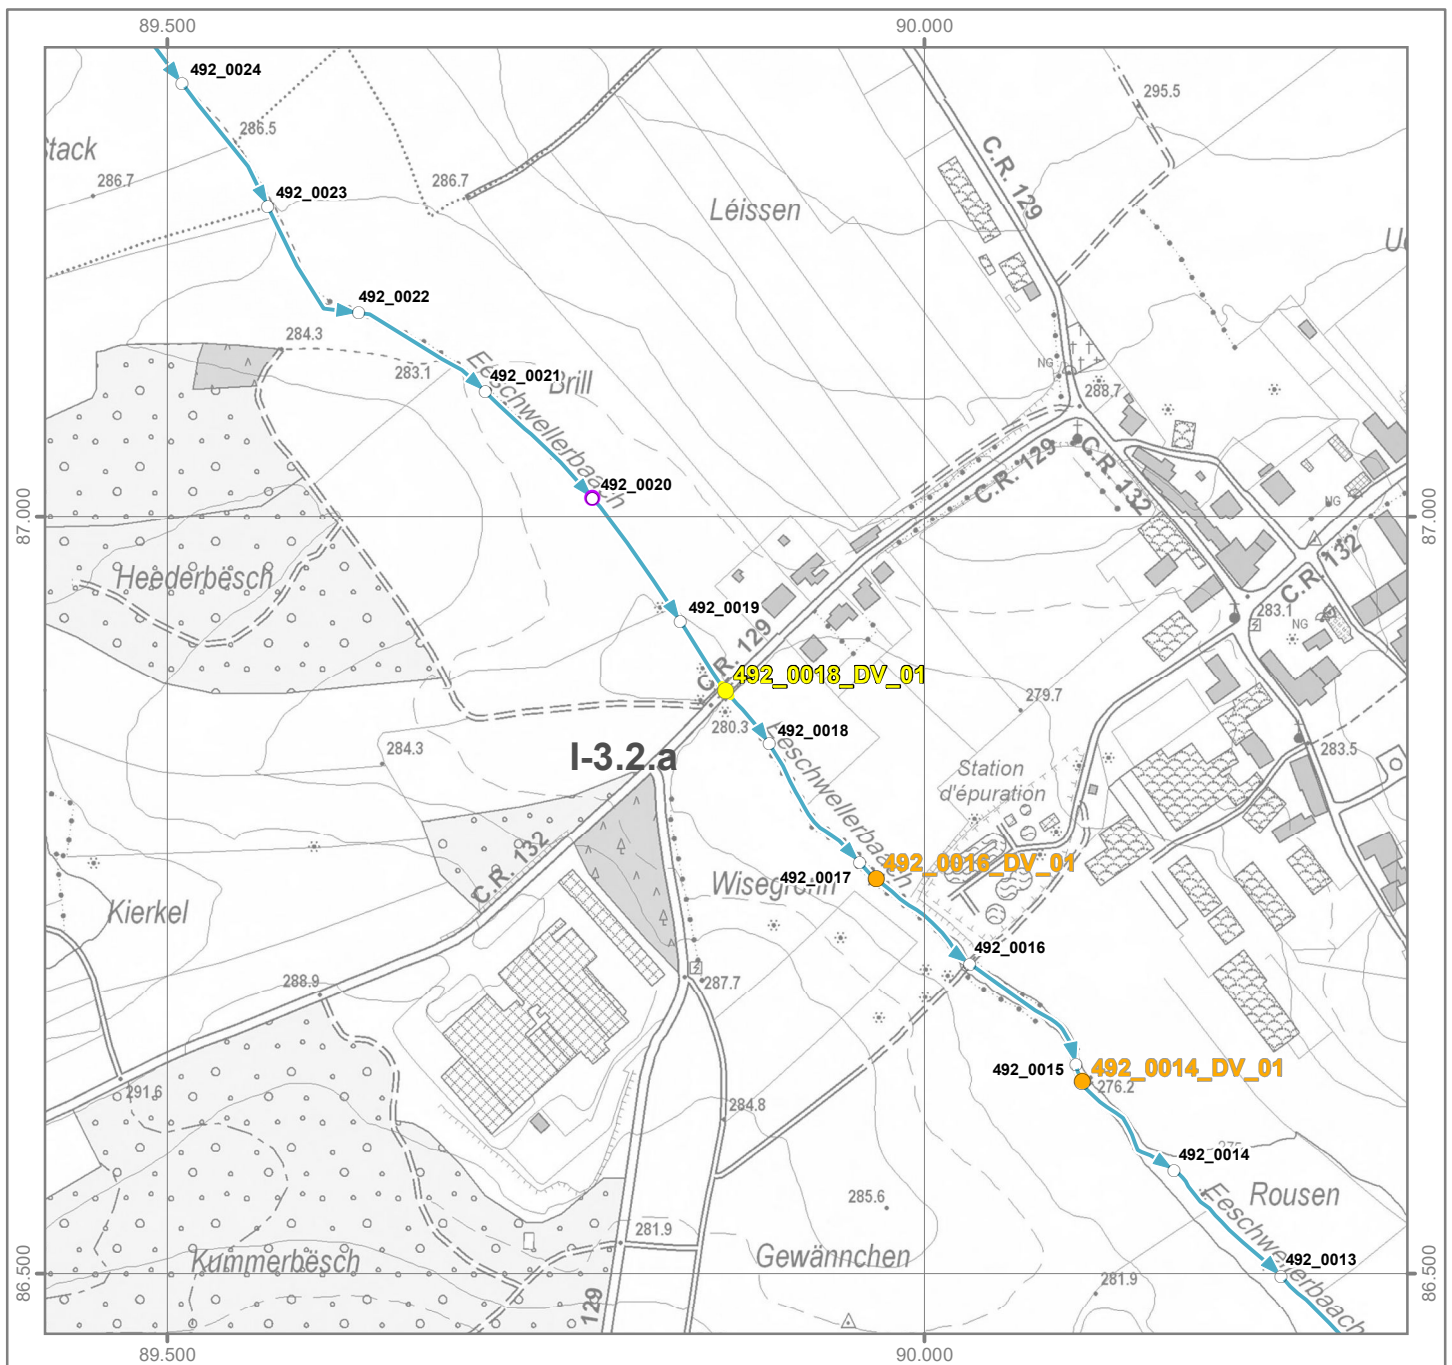 89.500
90.000
492_0024
295.5
286.5
Stack
C.R. 129
286.7
286.7
492_0023
Léissen
492_0022
284.3
NG
283.1
492_0021
Brill
288.7
Eeschwellerbaach
C.R. 129
C.R. 132
492_0020
NG
87.000
87.000
C.R. 132
Heederbësch
492_0019
283.1
NG
C.R. 129
492_0018_DV_01
279.7
280.3
492_0018
284.3
283.5
I-3.2.a
Eeschwellerbaach
Station
d'épuration
C.R. 132
492_0016_DV_01
492_0017
Wisegronn
Kierkel
492_0016
288.9
287.7
492_0015
492_0014_DV_01
276.2
291.6
284.8
492_0014
285.6
Rousen
Eeschwellerbaach
281.9
Kummerbësch
Gewännchen
492_0013
86.500
86.500
281.9
129
89.500
90.000